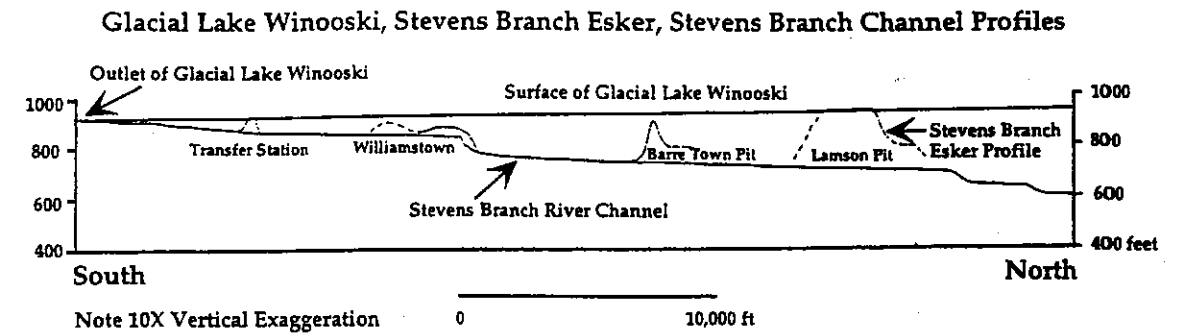 Glacial Lake Winooski, Stevens Branch Esker, Stevens Branch Channel Profiles
Outlet of Glacial Lake Winooski
Surface of Glacial Lake Winooski
1000
800
600
400
1000
800
600
400 feet
Transfer Station
Williamstown
Barre Town Pit
Lamson Pit
Stevens Branch
Esker Profile
Stevens Branch River Channel
South
North
Note 10X Vertical Exaggeration
0
10,000 ft